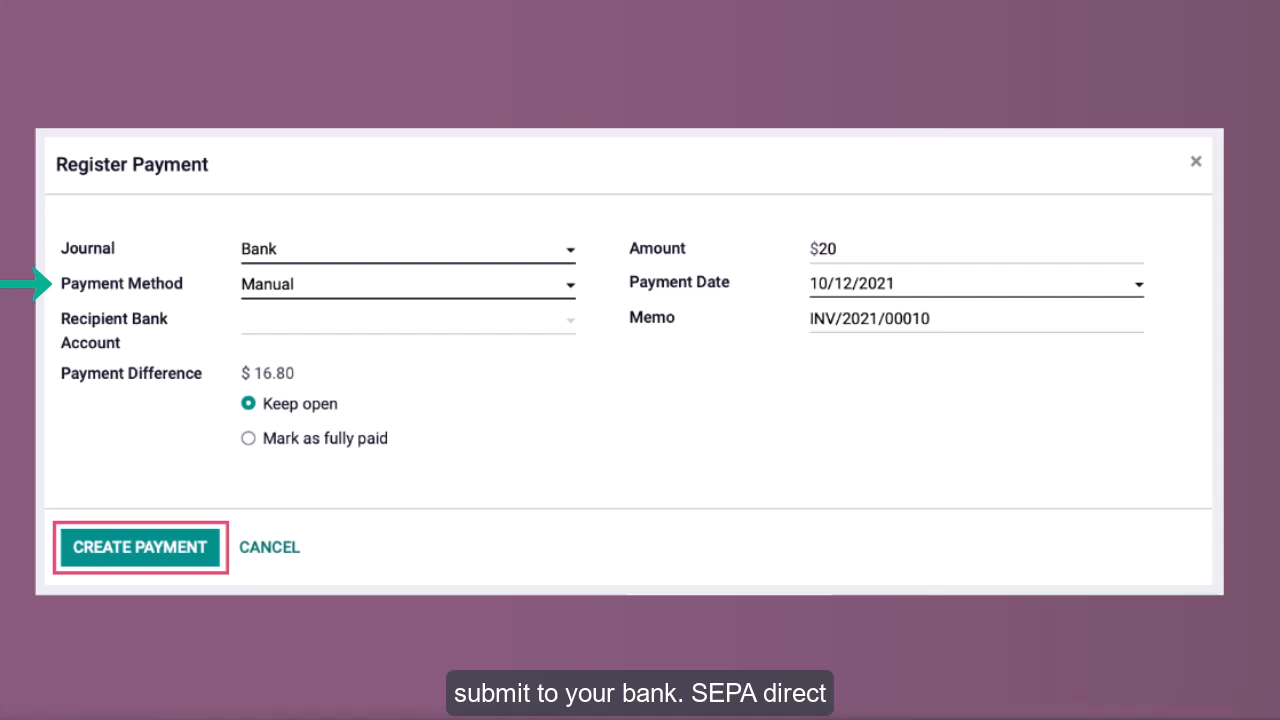 Register Payment ×
Journal Bank Amount $20
Payment Method Manual Payment Date 10/12/2021
Recipient Bank Account Memo INV/2021/00010
Payment Difference $ 16.80
Keep open
Mark as fully paid
CREATE PAYMENT CANCEL
submit to your bank. SEPA direct